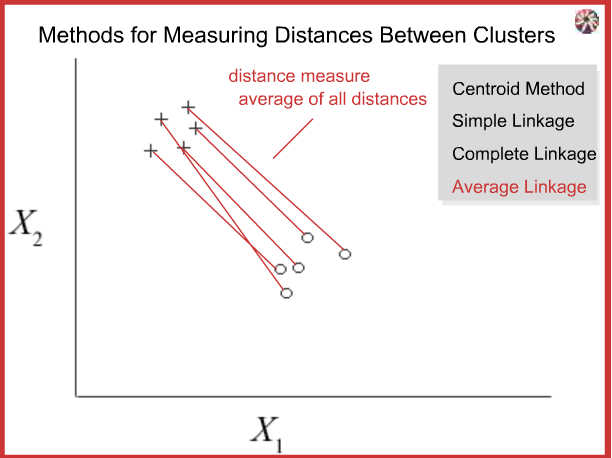 Methods for Measuring Distances Between Clusters
distance measure
average of all distances
Centroid Method
Simple Linkage
Complete Linkage
Average Linkage
X₂
X₁